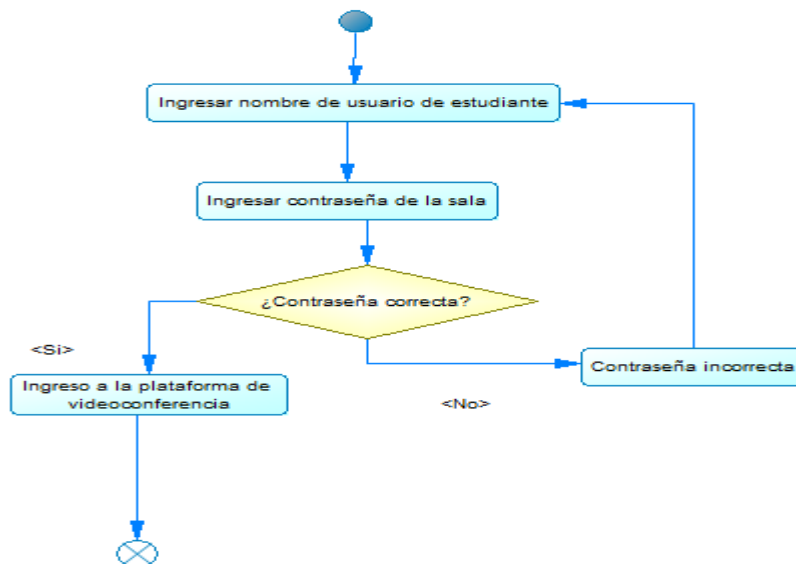 Ingresar nombre de usuario de estudiante
Ingresar contraseña de la sala
¿Contraseña correcta?
<Si>
Ingreso a la plataforma de
videoconferencia
Contraseña incorrecta
<No>